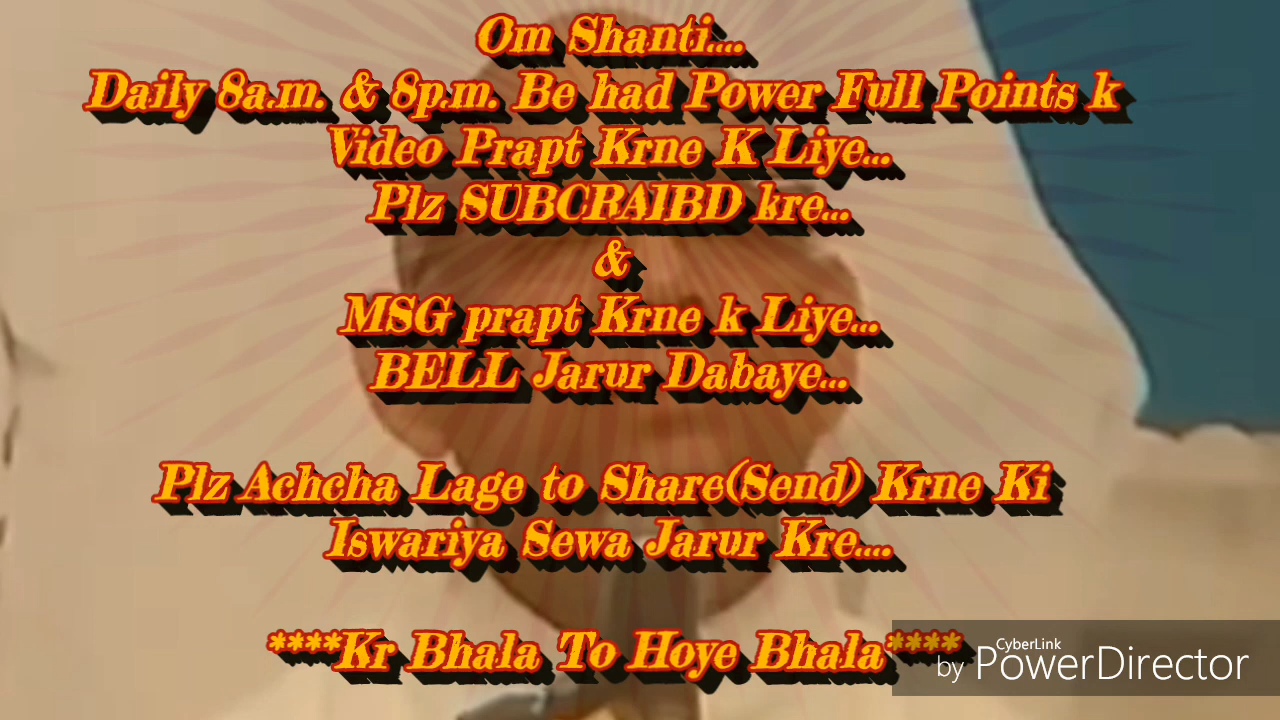 Om Shanti....
Daily 8a.m. & 8p.m. Be had Power Full Points k
Video Prapt Krne K Liye...
Plz SUBCRAIBD kre...
&
MSG prapt Krne k Liye...
BELL Jarur Dabaye...
Plz Achcha Lage to Share(Send) Krne Ki
Iswariya Sewa Jarur Kre....
****Kr Bhala To Hoye Bhala****
CyberLink
by PowerDirector